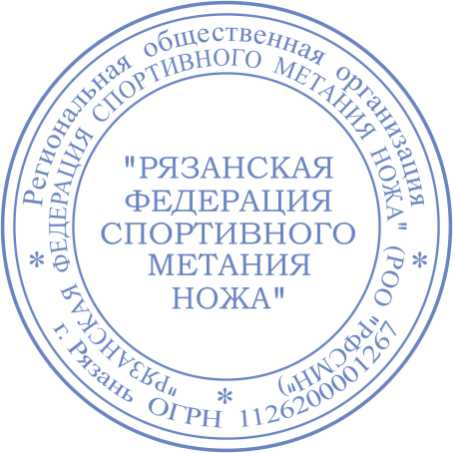 Региональная общественная организация
"РЯЗАНСКАЯ ФЕДЕРАЦИЯ СПОРТИВНОГО МЕТАНИЯ НОЖА" (РОО "РФСМН")
* г. Рязань ОГРН 1126200001267 *
*
"РЯЗАНСКАЯ
ФЕДЕРАЦИЯ
СПОРТИВНОГО
МЕТАНИЯ
НОЖА"